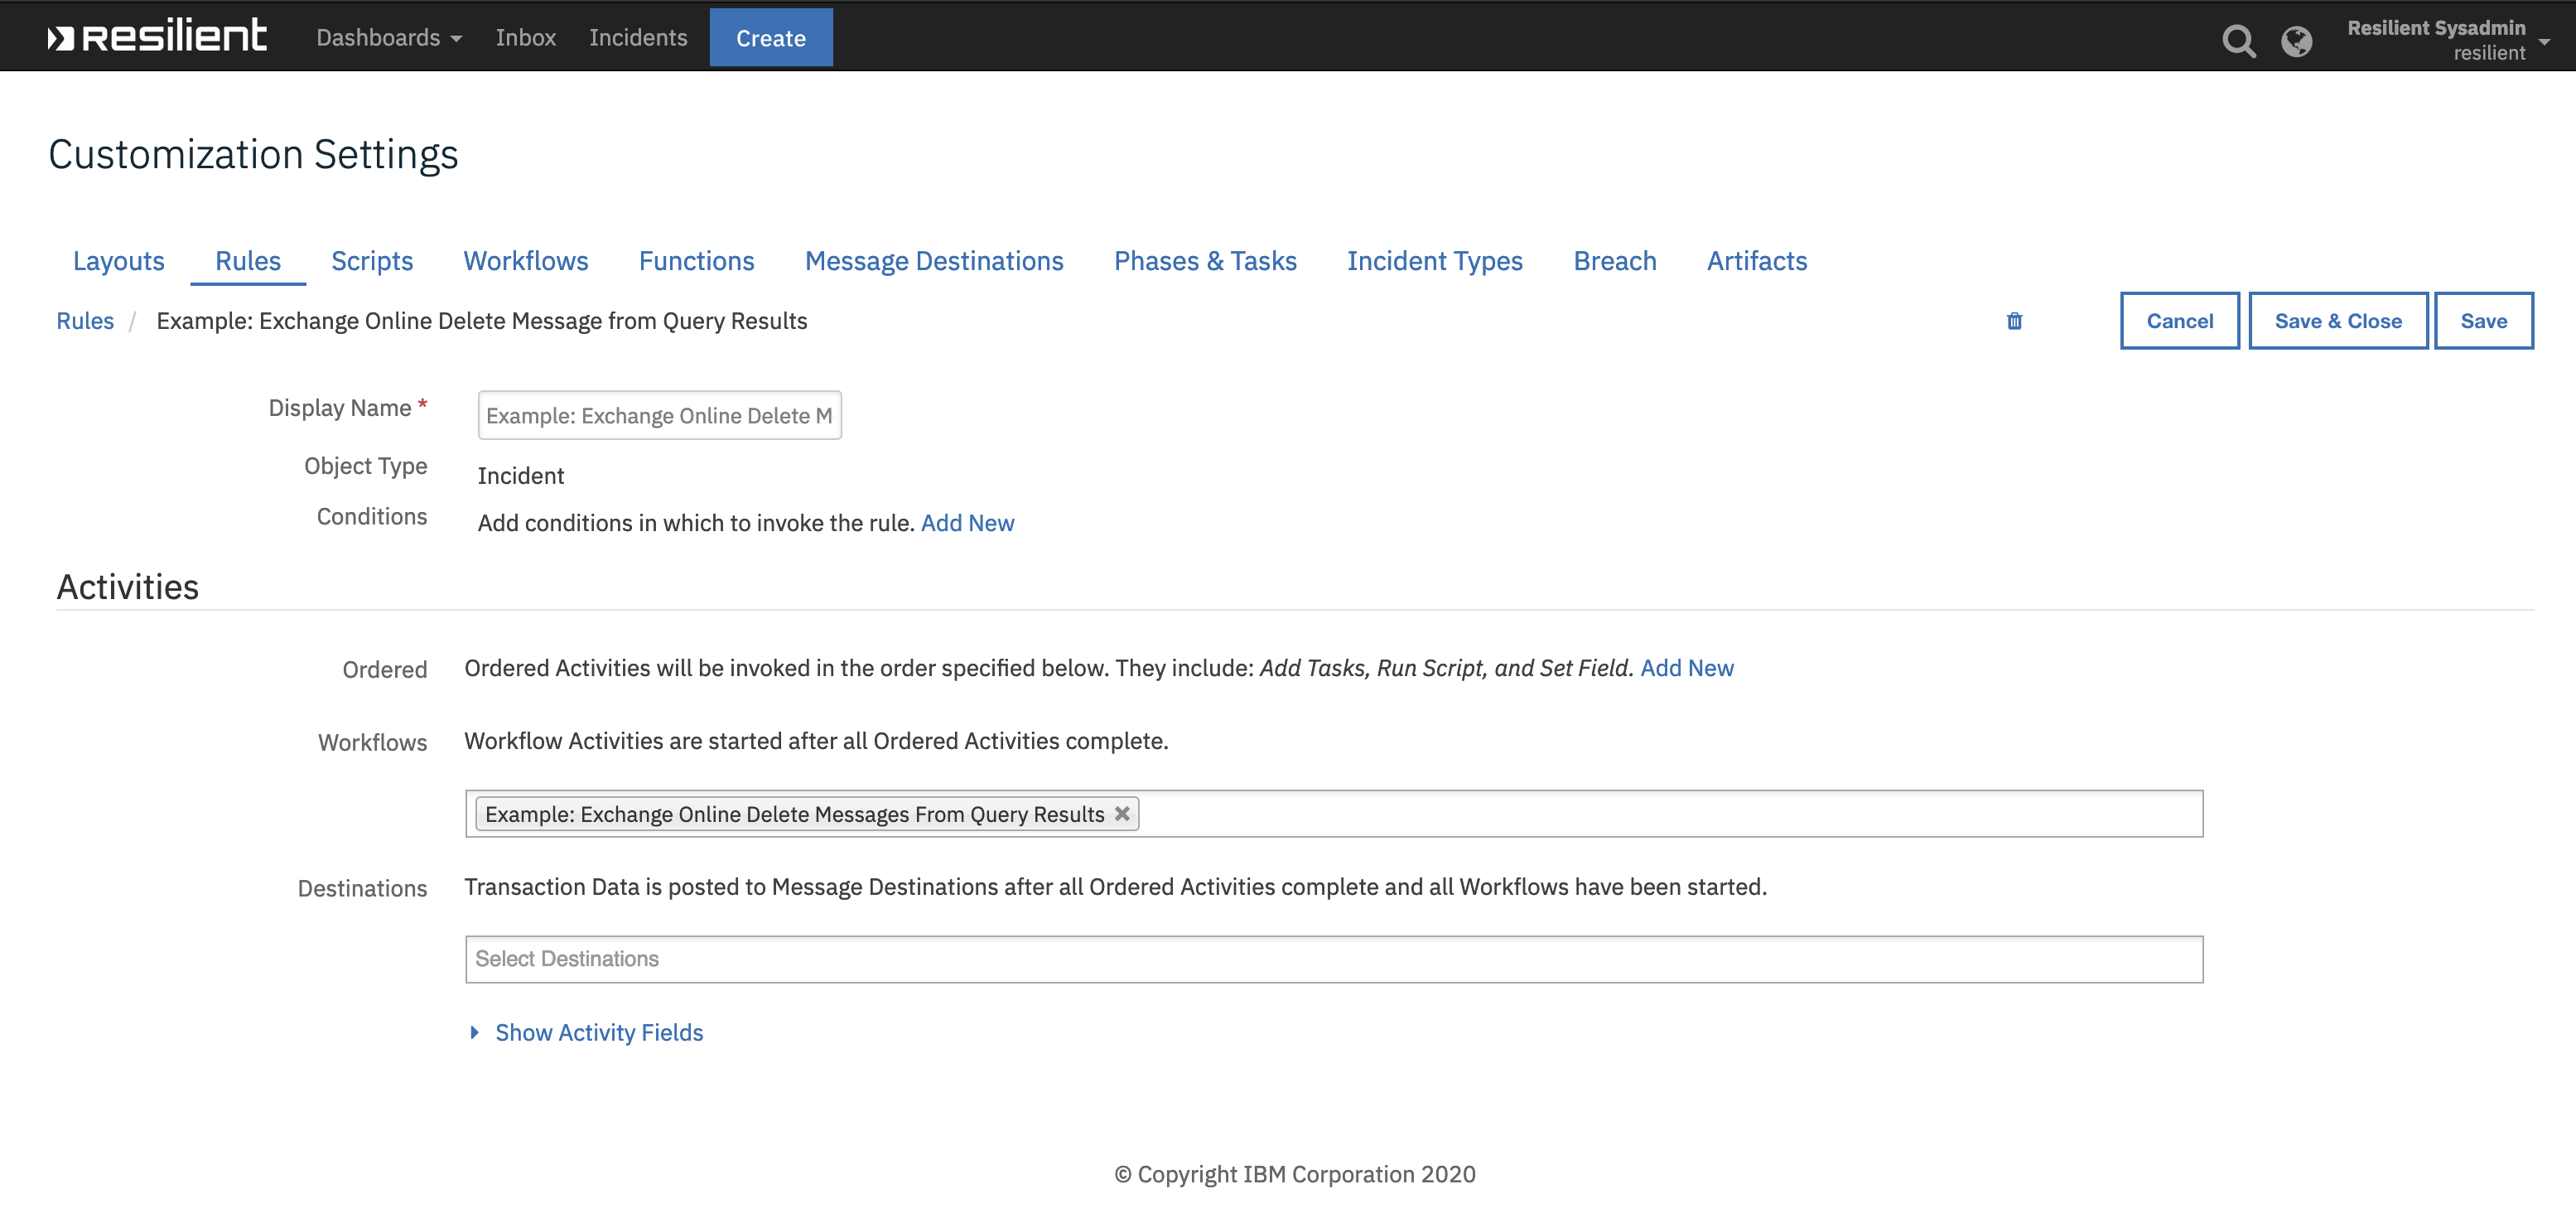 resilient Dashboards Inbox Incidents Create Resilient Sysadmin
resilient
Customization Settings
Layouts Rules Scripts Workflows Functions Message Destinations Phases & Tasks Incident Types Breach Artifacts
Rules / Example: Exchange Online Delete Message from Query Results Cancel Save & Close Save
Display Name * Example: Exchange Online Delete M
Object Type Incident
Conditions Add conditions in which to invoke the rule. Add New
Activities
Ordered Ordered Activities will be invoked in the order specified below. They include: Add Tasks, Run Script, and Set Field. Add New
Workflows Workflow Activities are started after all Ordered Activities complete.
Example: Exchange Online Delete Messages From Query Results
Destinations Transaction Data is posted to Message Destinations after all Ordered Activities complete and all Workflows have been started.
Select Destinations
Show Activity Fields
© Copyright IBM Corporation 2020